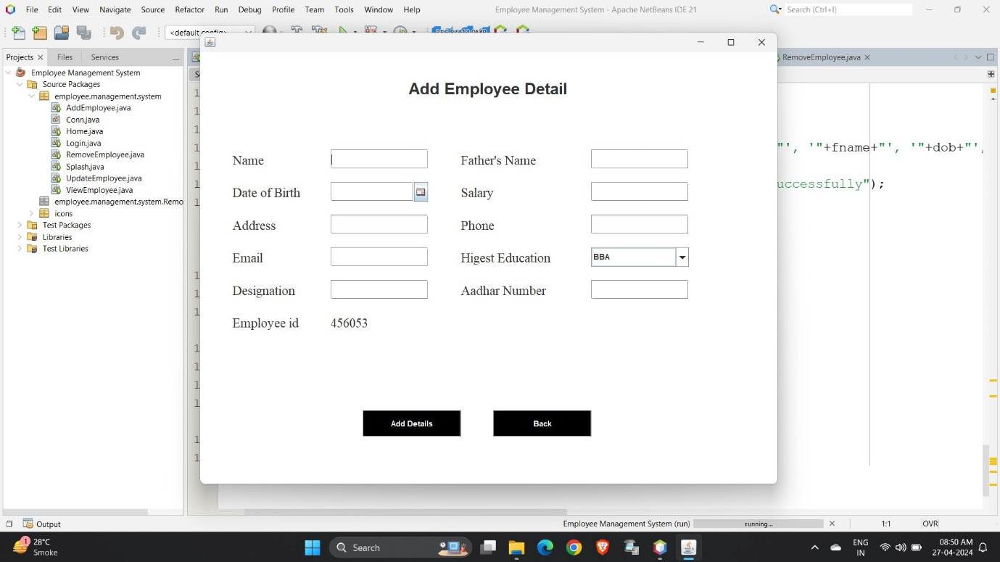 File Edit View Navigate Source Refactor Run Debug Profile Team Tools Window Help Employee Management System - Apache NetBeans IDE 21 Search (Ctrl+I)
Projects Files Services RemoveEmployee.java
Employee Management System
Source Packages
employee.management.system
AddEmployee.java
Conn.java
Home.java
Login.java
RemoveEmployee.java
Splash.java
UpdateEmployee.java
ViewEmployee.java
employee.management.system.Remo
icons
Test Packages
Libraries
Test Libraries
Add Employee Detail
Name Father's Name
Date of Birth Salary
Address Phone
Email Higest Education BBA
Designation Aadhar Number
Employee id 456053
Add Details Back
"', '"+fname+"', '"+dob+"',
uccessfully");
Output Employee Management System (run) running... 1:1 OVR
1 28°C
Smoke
Search
ENG
IN
08:50 AM
27-04-2024